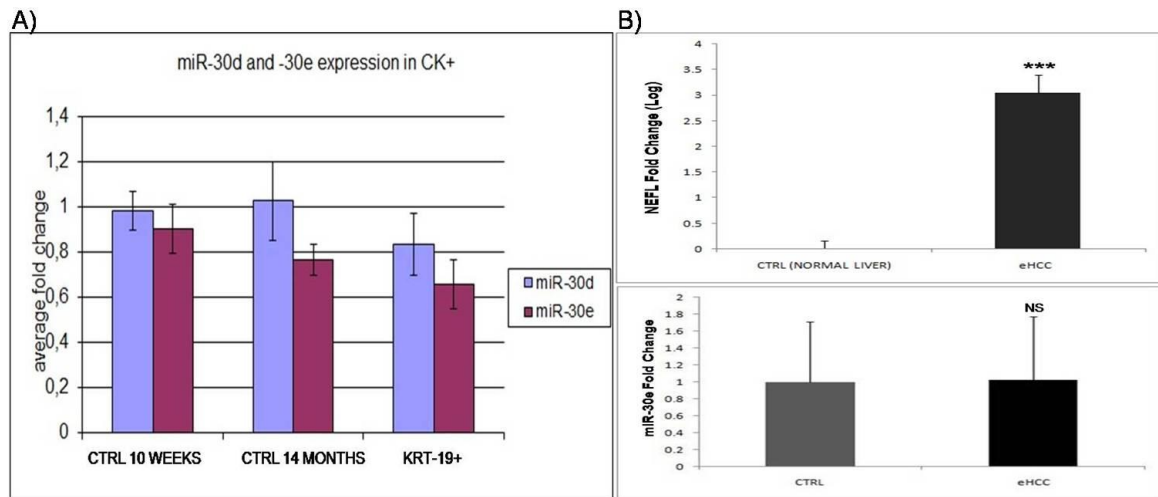 A)
miR-30d and -30e expression in CK+
average fold change
1,4
1,2
1
0,8
0,6
0,4
0,2
0
CTRL 10 WEEKS
CTRL 14 MONTHS
KRT-19+
miR-30d
miR-30e
B)
NEFL Fold Change (Log)
4
3.5
3
2.5
2
1.5
1
0.5
0
***
CTRL (NORMAL LIVER)
eHCC
miR-30e Fold Change
2
1.8
1.6
1.4
1.2
1
0.8
0.6
0.4
0.2
0
NS
CTRL
eHCC